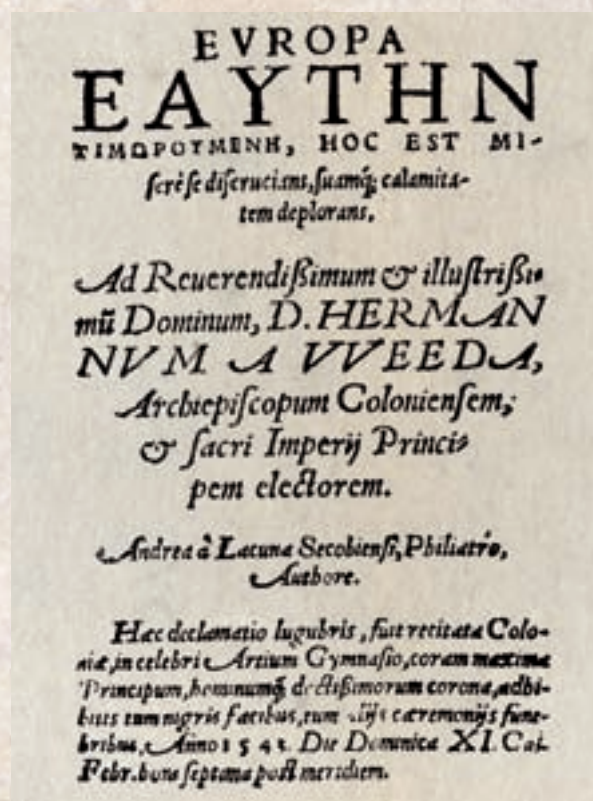 EVROPA
EAYTHN
ΤΙΜΩΡΟΥΜΕΝΗ, HOC EST MI-
ſerè ſe diſcrucians, ſuamq́; calamita-
tem deplorans.
Ad Reuerendißimum & illuſtrißi-
mū Dominum, D. HERMAN
NVM A VVEEDA,
Archiepiſcopum Colonienſem,
& ſacri Imperij Princi-
pem electorem.
Andrea à Lacuna Secobienſi, Philiatro,
Authore.
Hæc declamatio lugubris, fuit recitata Colo-
niæ, in celebri Artium Gymnaſio, coram maxima
Principum, hominumq́; doctißimorum corona, adhi-
bitis tum nigris facibus, tum alijs cæremonijs fune-
bribus, Anno 1543. Die Dominica XI. Cal.
Febr. hora ſeptima poſt meridiem.